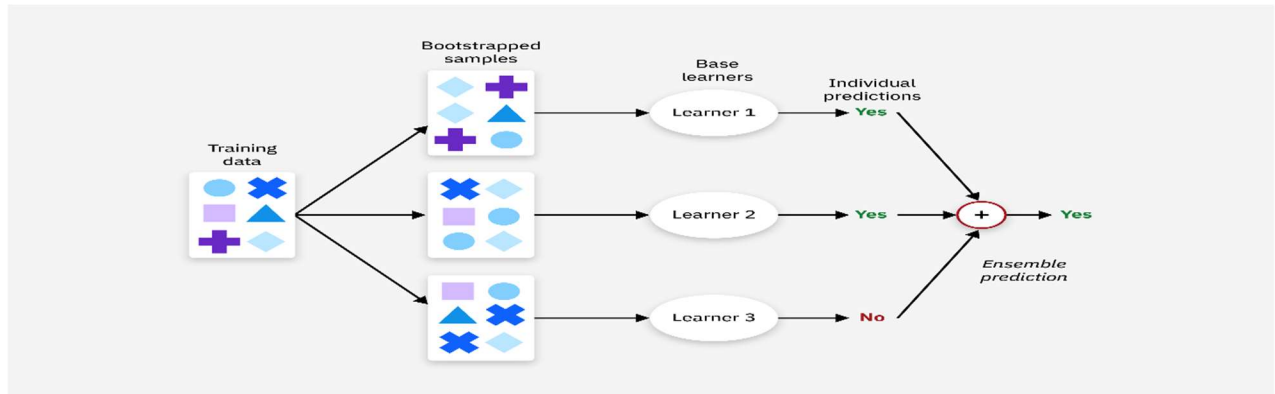 Training
data
Bootstrapped
samples
Base
learners
Learner 1
Learner 2
Learner 3
Individual
predictions
Yes
Yes
No
+
Yes
Ensemble
prediction